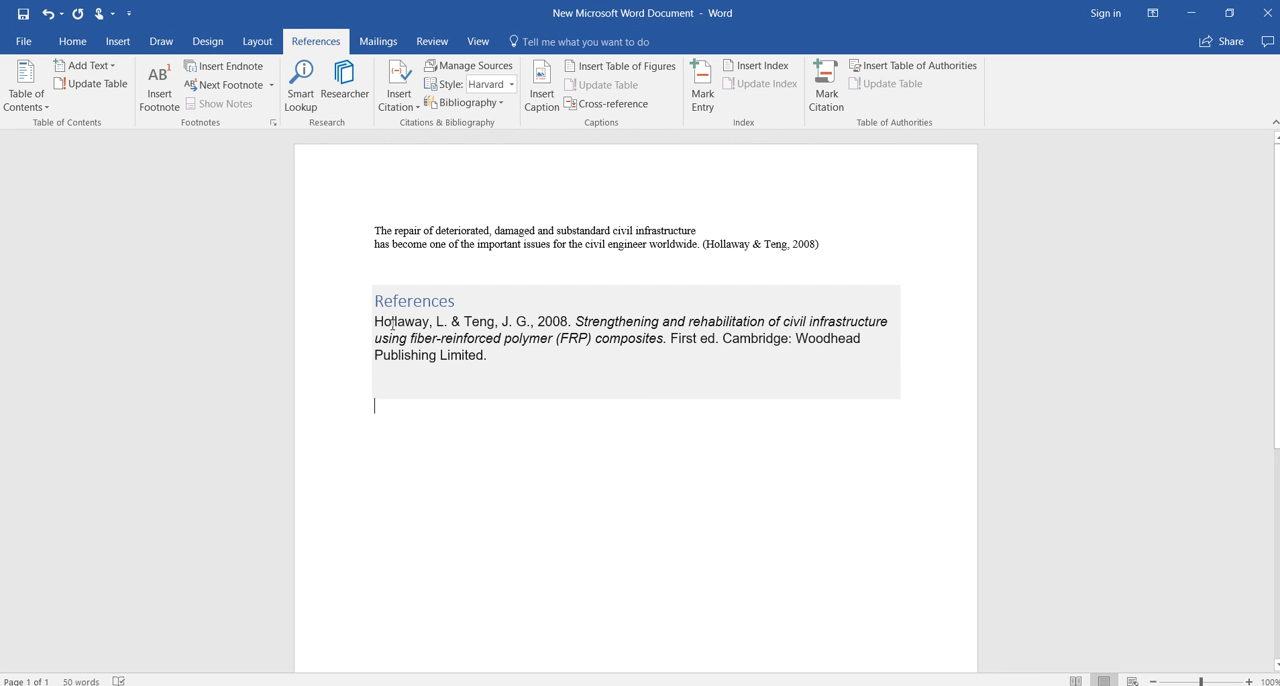 New Microsoft Word Document - Word
Sign in
File Home Insert Draw Design Layout References Mailings Review View Tell me what you want to do Share
Table of Contents
Add Text
Update Table
Table of Contents
AB1
Insert Footnote
Insert Endnote
AB Next Footnote
Show Notes
Footnotes
Smart Lookup
Researcher
Research
Insert Citation
Manage Sources
Style: Harvard
Bibliography
Citations & Bibliography
Insert Caption
Insert Table of Figures
Update Table
Cross-reference
Captions
Mark Entry
Insert Index
Update Index
Index
Mark Citation
Insert Table of Authorities
Update Table
Table of Authorities
The repair of deteriorated, damaged and substandard civil infrastructure
has become one of the important issues for the civil engineer worldwide. (Hollaway & Teng, 2008)
References
Hollaway, L. & Teng, J. G., 2008. Strengthening and rehabilitation of civil infrastructure
using fiber-reinforced polymer (FRP) composites. First ed. Cambridge: Woodhead
Publishing Limited.
Page 1 of 1 50 words 100%